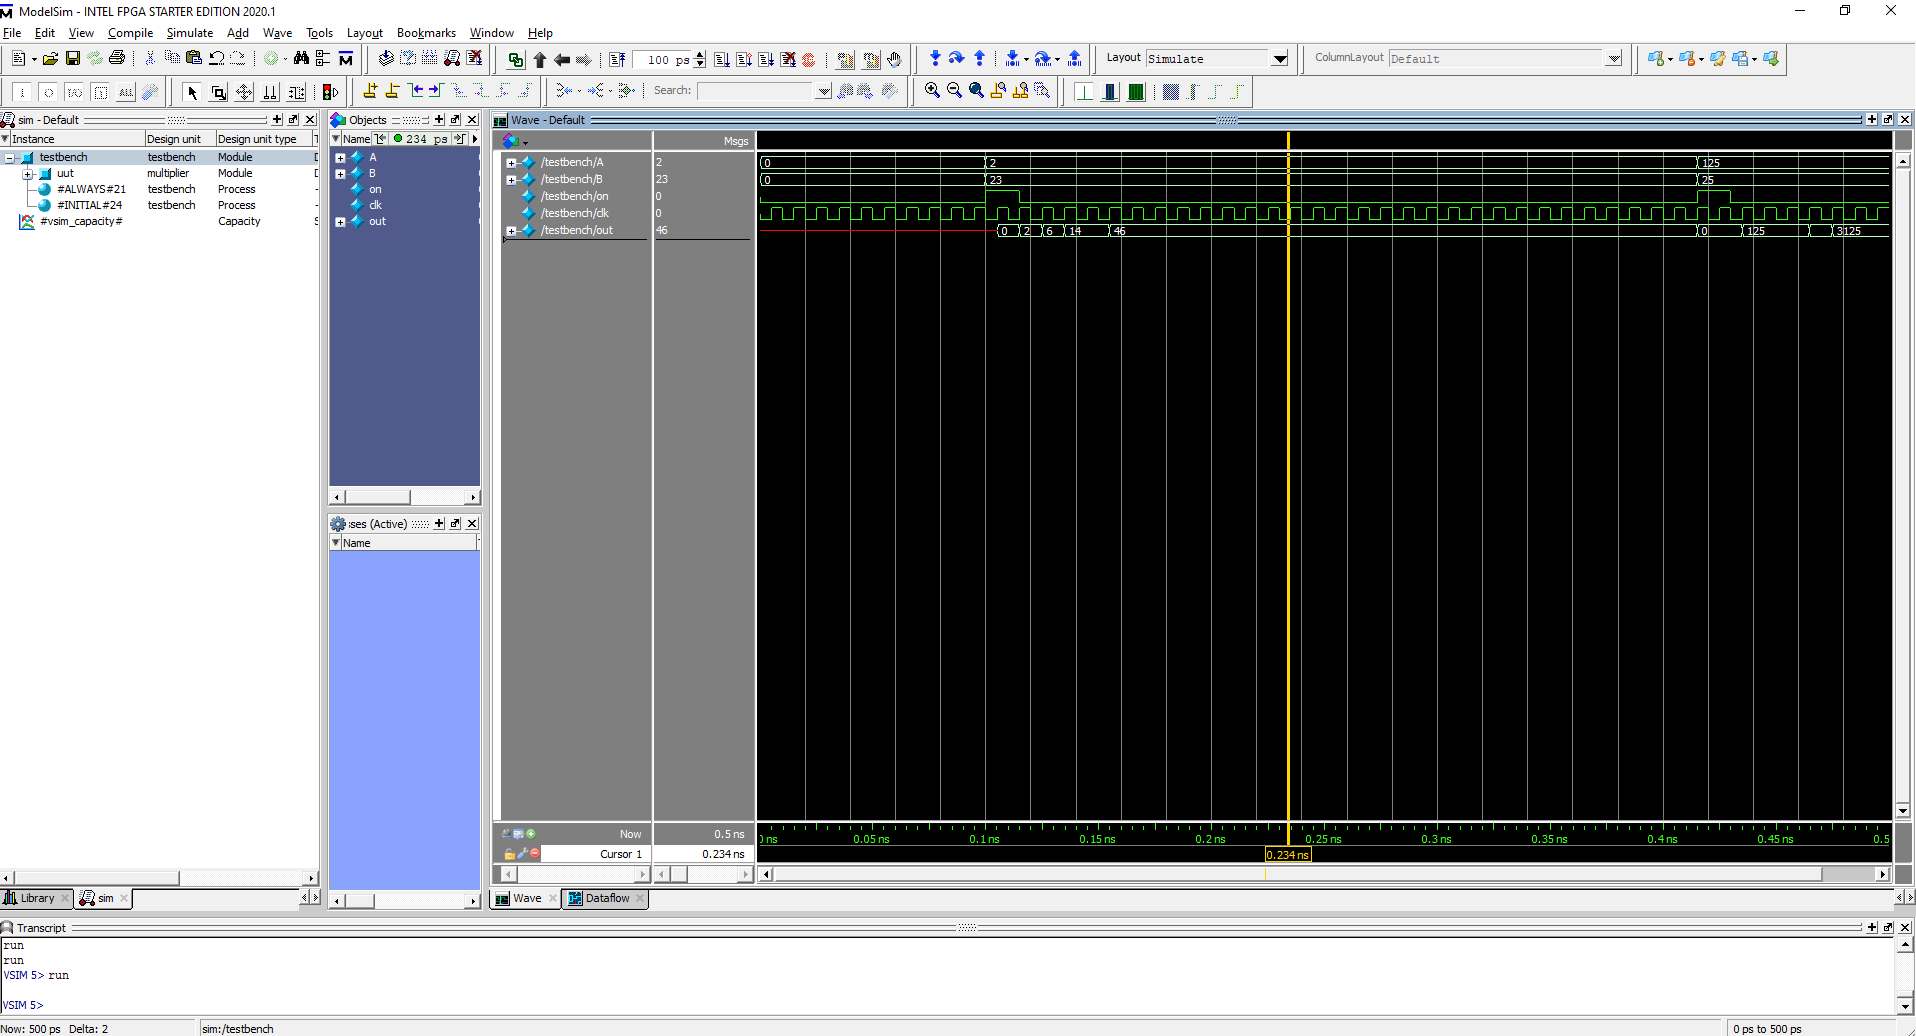 ModelSim - INTEL FPGA STARTER EDITION 2020.1
File Edit View Compile Simulate Add Wave Tools Layout Bookmarks Window Help
100 ps
Layout Simulate
ColumnLayout Default
Search:
sim - Default
Instance Design unit Design unit type
testbench testbench Module
uut multiplier Module
#ALWAYS#21 testbench Process
#INITIAL#24 testbench Process
#vsim_capacity# Capacity
Objects
Name 234 ps
A
B
on
clk
out
ses (Active)
Name
Wave - Default
Msgs
/testbench/A 2 0 2 125
/testbench/B 23 0 23 25
/testbench/on 0
/testbench/clk 0
/testbench/out 46 0 2 6 14 46 0 125 3125
Now 0.5 ns
ns 0.05 ns 0.1 ns 0.15 ns 0.2 ns 0.25 ns 0.3 ns 0.35 ns 0.4 ns 0.45 ns 0.5
Cursor 1 0.234 ns
0.234 ns
Library sim
Wave Dataflow
Transcript
run
run
VSIM 5> run
VSIM 5>
Now: 500 ps Delta: 2
sim:/testbench
0 ps to 500 ps